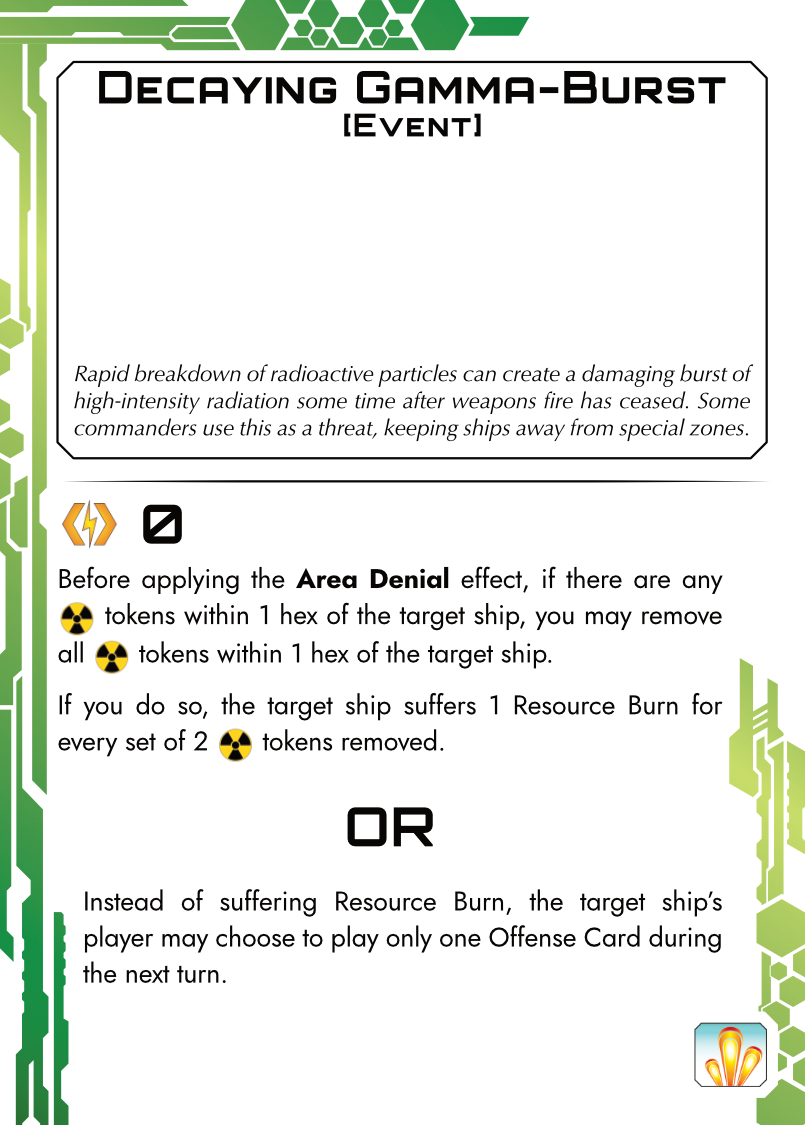 Decaying Gamma-Burst
[Event]
Rapid breakdown of radioactive particles can create a damaging burst of
high-intensity radiation some time after weapons fire has ceased. Some
commanders use this as a threat, keeping ships away from special zones.
0
Before applying the Area Denial effect, if there are any
tokens within 1 hex of the target ship, you may remove
all tokens within 1 hex of the target ship.
If you do so, the target ship suffers 1 Resource Burn for
every set of 2 tokens removed.
OR
Instead of suffering Resource Burn, the target ship's
player may choose to play only one Offense Card during
the next turn.